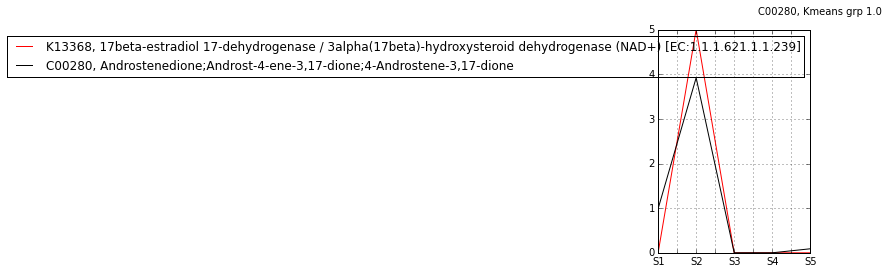 C00280, Kmeans grp 1.0
K13368, 17beta-estradiol 17-dehydrogenase / 3alpha(17beta)-hydroxysteroid dehydrogenase (NAD+) [EC:1.1.1.621.1.1.239]
C00280, Androstenedione;Androst-4-ene-3,17-dione;4-Androstene-3,17-dione
5
4
3
2
1
0
S1 S2 S3 S4 S5